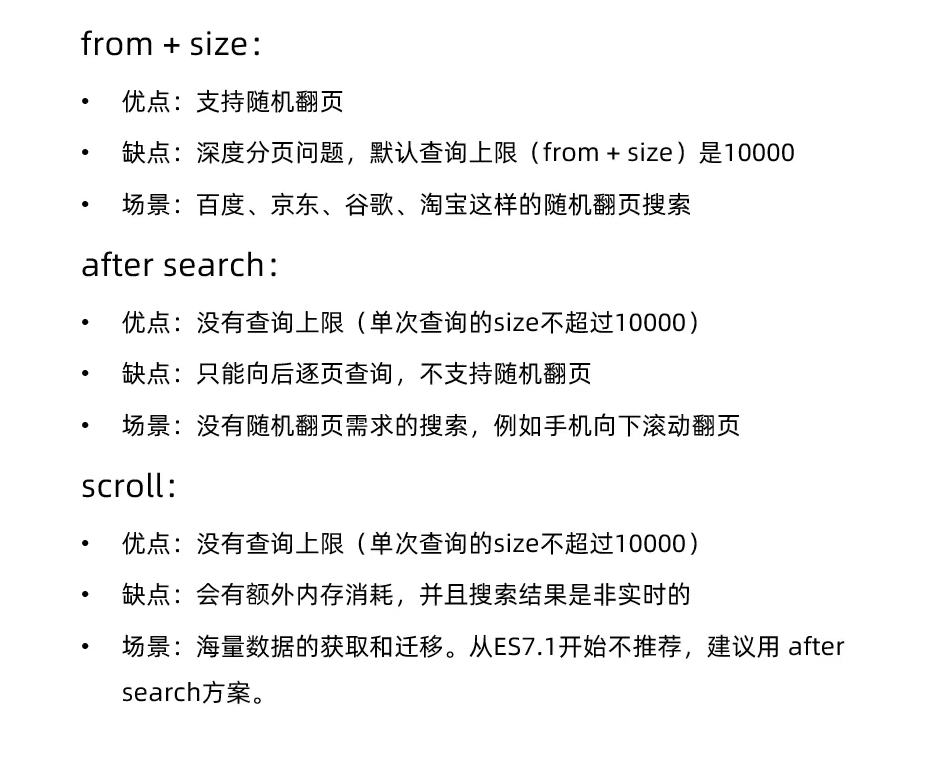 from + size：
• 优点：支持随机翻页
• 缺点：深度分页问题，默认查询上限（from + size）是10000
• 场景：百度、京东、谷歌、淘宝这样的随机翻页搜索
after search：
• 优点：没有查询上限（单次查询的size不超过10000）
• 缺点：只能向后逐页查询，不支持随机翻页
• 场景：没有随机翻页需求的搜索，例如手机向下滚动翻页
scroll：
• 优点：没有查询上限（单次查询的size不超过10000）
• 缺点：会有额外内存消耗，并且搜索结果是非实时的
• 场景：海量数据的获取和迁移。从ES7.1开始不推荐，建议用 after
search方案。